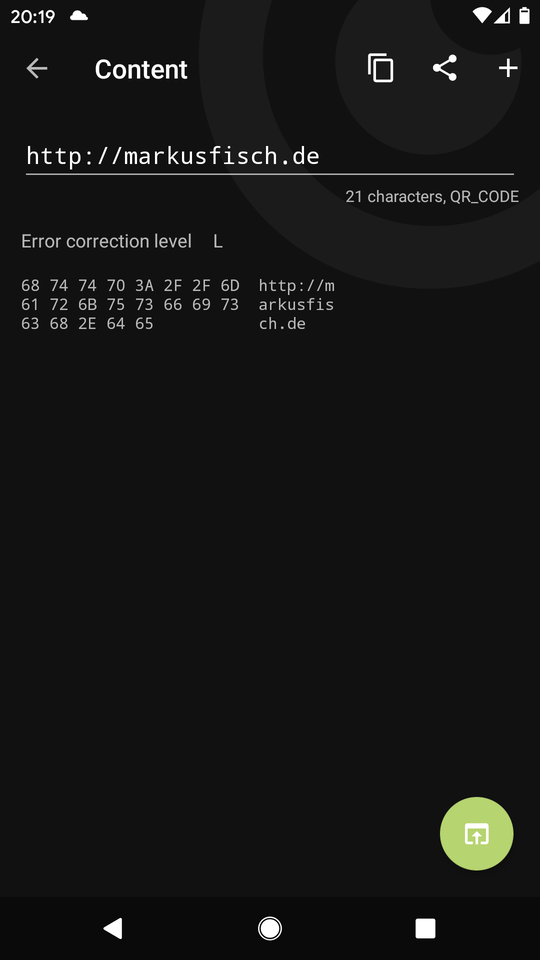 20:19
Content
http://markusfisch.de
21 characters, QR_CODE
Error correction level L
68 74 74 70 3A 2F 2F 6D http://m
61 72 6B 75 73 66 69 73 arkusfis
63 68 2E 64 65 ch.de